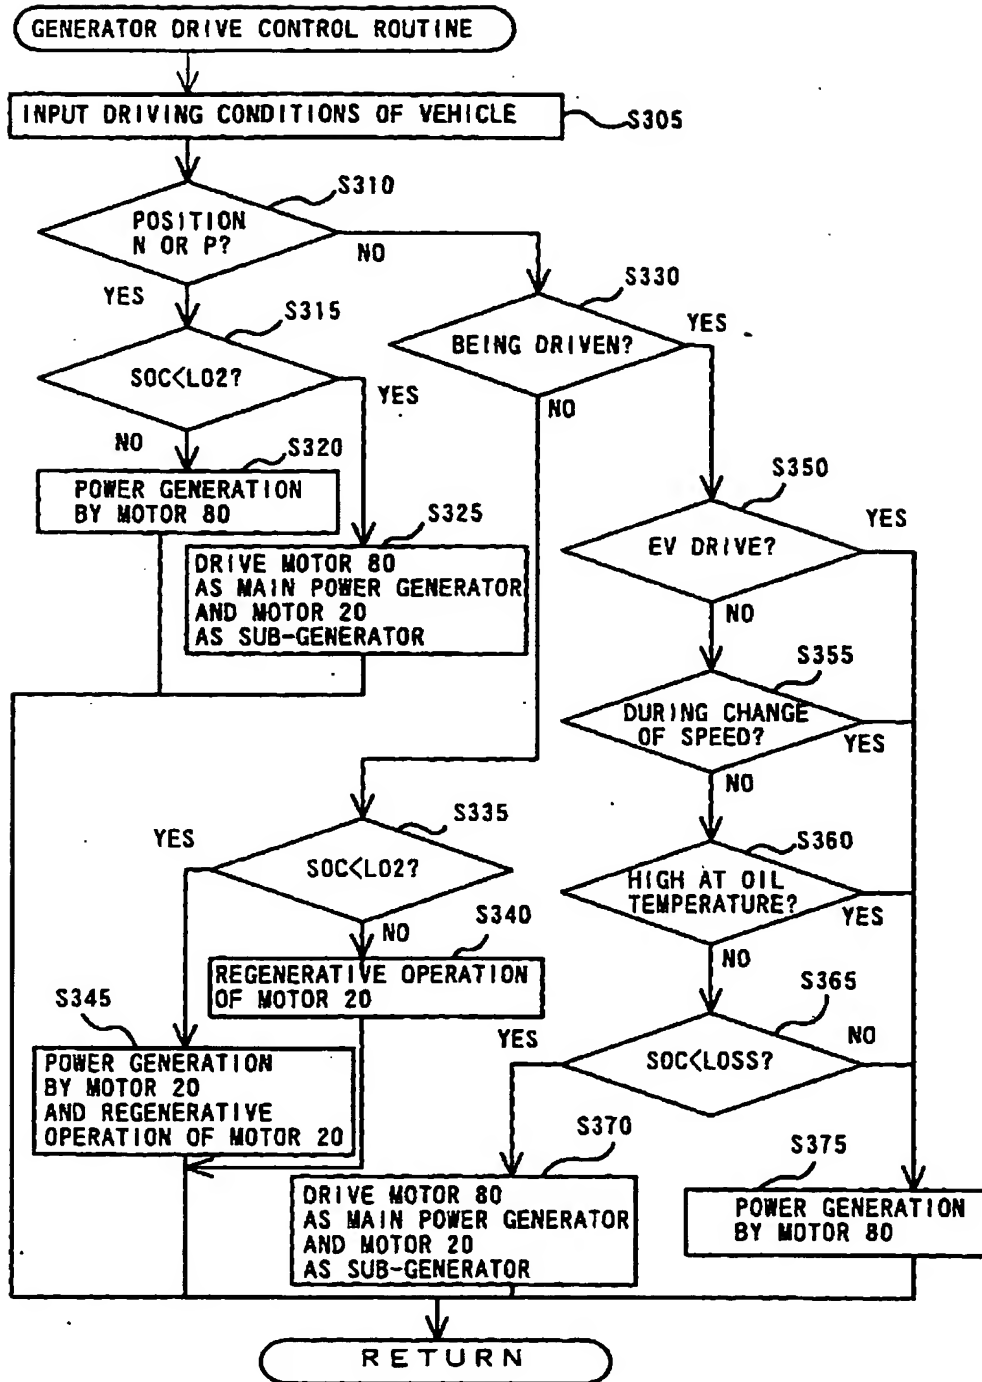 GENERATOR DRIVE CONTROL ROUTINE
INPUT DRIVING CONDITIONS OF VEHICLE
S305
S310
POSITION
N OR P?
NO
YES
S315
SOC<LO2?
YES
NO
S320
POWER GENERATION
BY MOTOR 80
S325
DRIVE MOTOR 80
AS MAIN POWER GENERATOR
AND MOTOR 20
AS SUB-GENERATOR
S330
BEING DRIVEN?
YES
NO
S335
YES
SOC<LO2?
NO
S340
REGENERATIVE OPERATION
OF MOTOR 20
S345
POWER GENERATION
BY MOTOR 20
AND REGENERATIVE
OPERATION OF MOTOR 20
S350
EV DRIVE?
YES
NO
S355
DURING CHANGE
OF SPEED?
YES
NO
S360
HIGH AT OIL
TEMPERATURE?
YES
NO
S365
YES
SOC<LOSS?
NO
S370
DRIVE MOTOR 80
AS MAIN POWER GENERATOR
AND MOTOR 20
AS SUB-GENERATOR
S375
POWER GENERATION
BY MOTOR 80
RETURN